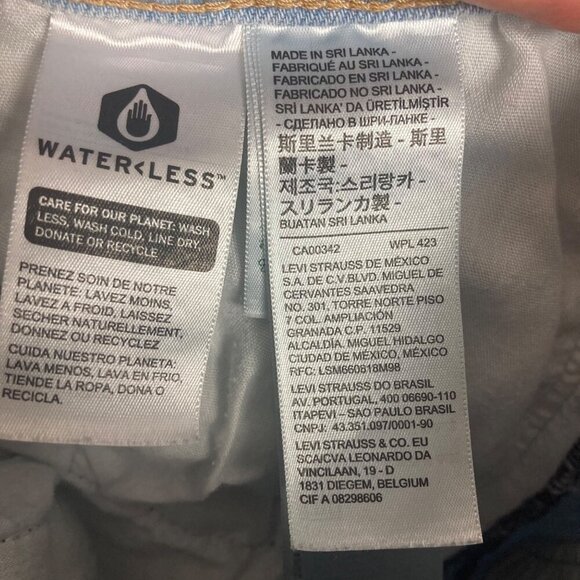 WATER<LESS™
CARE FOR OUR PLANET: WASH
LESS, WASH COLD, LINE DRY,
DONATE OR RECYCLE
PRENEZ SOIN DE NOTRE
PLANETE: LAVEZ MOINS,
LAVEZ A FROID, LAISSEZ
SECHER NATURELLEMENT,
DONNEZ OU RECYCLEZ
CUIDA NUESTRO PLANETA:
LAVA MENOS, LAVA EN FRIO,
TIENDE LA ROPA, DONA O
RECICLA.
MADE IN SRI LANKA -
FABRIQUÉ AU SRI LANKA -
FABRICADO EN SRI LANKA -
FABRICADO NO SRI LANKA -
SRİ LANKA' DA ÜRETİLMİŞTİR
- СДЕЛАНО В ШРИ-ЛАНКЕ -
斯里兰卡制造 - 斯里
蘭卡製 -
제조국:스리랑카 -
スリランカ製 -
BUATAN SRI LANKA
CA00342 WPL 423
LEVI STRAUSS DE MÉXICO
S.A. DE C.V.BLVD. MIGUEL DE
CERVANTES SAAVEDRA
NO. 301, TORRE NORTE PISO
7 COL. AMPLIACIÓN
GRANADA C.P. 11529
ALCALDÍA. MIGUEL HIDALGO
CIUDAD DE MÉXICO, MÉXICO
RFC: LSM660818M98
LEVI STRAUSS DO BRASIL
AV. PORTUGAL, 400 06690-110
ITAPEVI – SAO PAULO BRASIL
CNPJ: 43.351.097/0001-90
LEVI STRAUSS & CO. EU
SCA/CVA LEONARDO DA
VINCILAAN, 19 - D
1831 DIEGEM, BELGIUM
CIF A 08298606